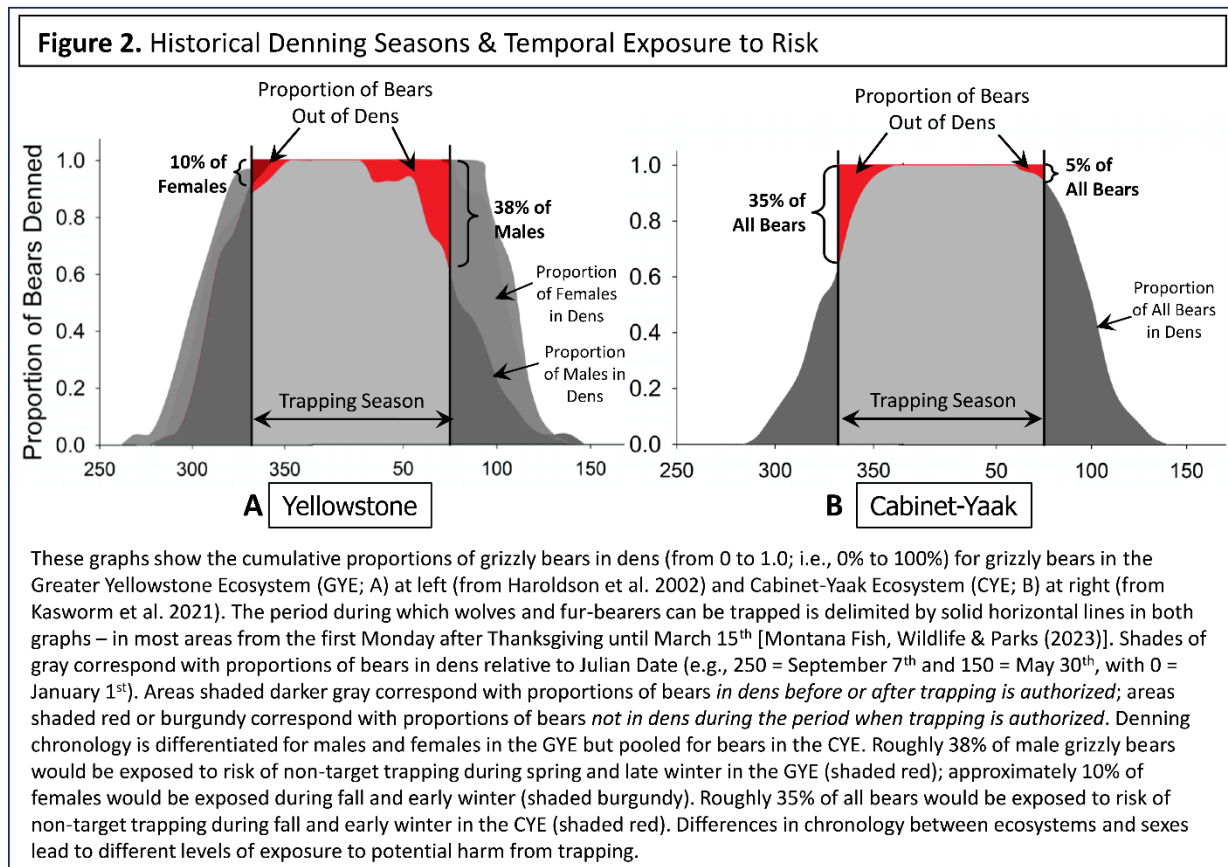 Figure 2. Historical Denning Seasons & Temporal Exposure to Risk
Proportion of Bears
Out of Dens
10% of
Females
38% of
Males
Proportion
of Females
in Dens
Proportion
of Males in
Dens
Trapping Season
Proportion of Bears Denned
1.0
0.8
0.6
0.4
0.2
0.0
250
300
350
50
100
150
A Yellowstone
Proportion of Bears
Out of Dens
35% of
All Bears
5% of
All Bears
Proportion
of All Bears
in Dens
Trapping Season
1.0
0.8
0.6
0.4
0.2
0.0
250
300
350
50
100
150
B Cabinet-Yaak
These graphs show the cumulative proportions of grizzly bears in dens (from 0 to 1.0; i.e., 0% to 100%) for grizzly bears in the
Greater Yellowstone Ecosystem (GYE; A) at left (from Haroldson et al. 2002) and Cabinet-Yaak Ecosystem (CYE; B) at right (from
Kasworm et al. 2021). The period during which wolves and fur-bearers can be trapped is delimited by solid horizontal lines in both
graphs – in most areas from the first Monday after Thanksgiving until March 15th [Montana Fish, Wildlife & Parks (2023)]. Shades of
gray correspond with proportions of bears in dens relative to Julian Date (e.g., 250 = September 7th and 150 = May 30th, with 0 =
January 1st). Areas shaded darker gray correspond with proportions of bears in dens before or after trapping is authorized; areas
shaded red or burgundy correspond with proportions of bears not in dens during the period when trapping is authorized. Denning
chronology is differentiated for males and females in the GYE but pooled for bears in the CYE. Roughly 38% of male grizzly bears
would be exposed to risk of non-target trapping during spring and late winter in the GYE (shaded red); approximately 10% of
females would be exposed during fall and early winter (shaded burgundy). Roughly 35% of all bears would be exposed to risk of
non-target trapping during fall and early winter in the CYE (shaded red). Differences in chronology between ecosystems and sexes
lead to different levels of exposure to potential harm from trapping.